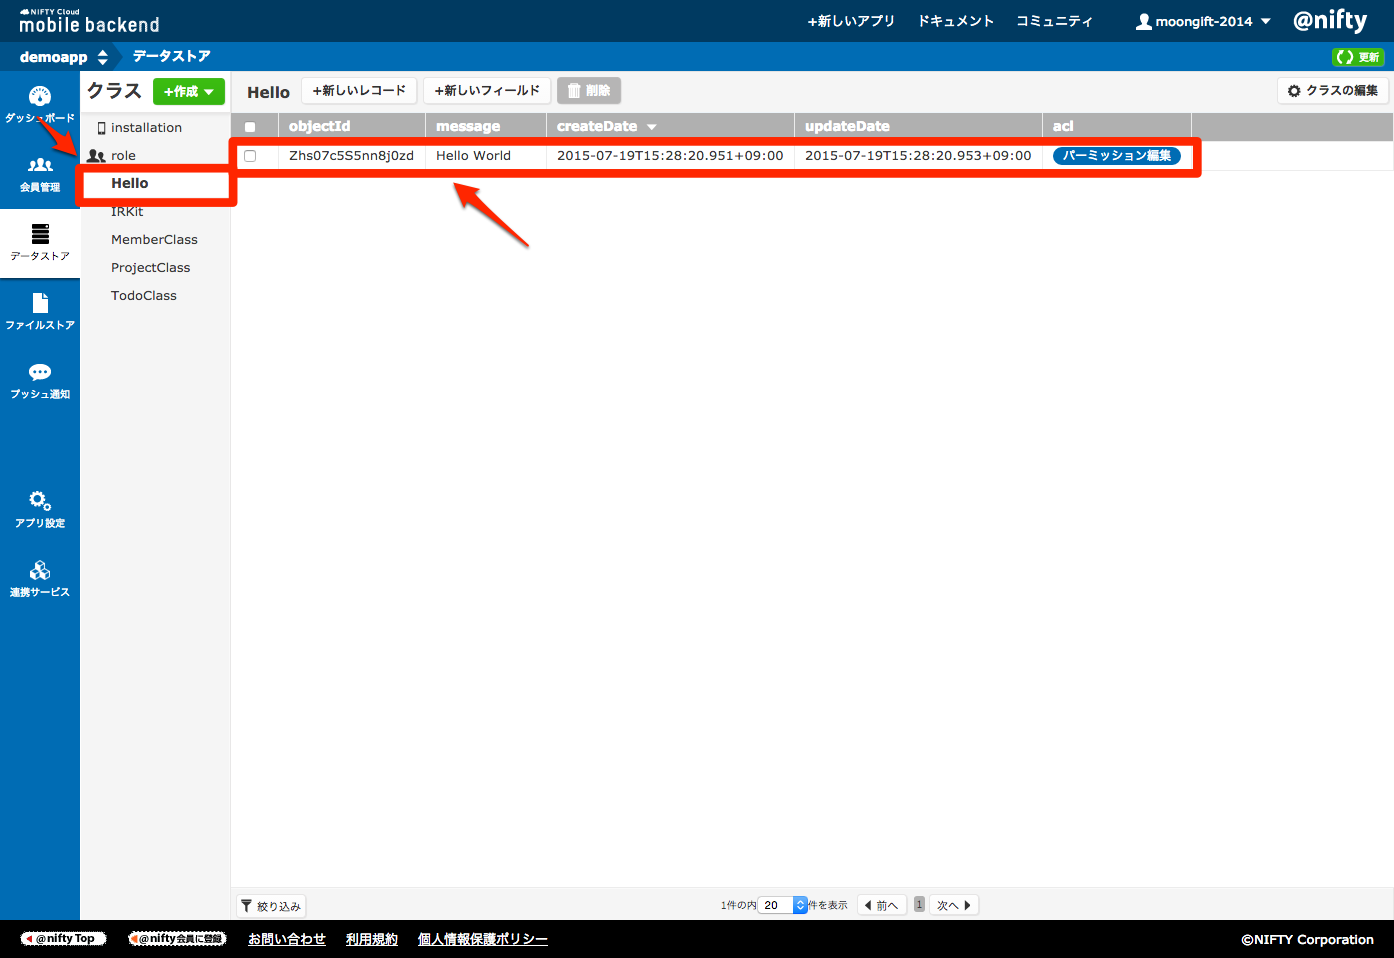 NIFTY Cloud
mobile backend
+新しいアプリ ドキュメント コミュニティ moongift-2014 @nifty
demoapp データストア 更新
ダッシュボード
会員管理
データストア
ファイルストア
プッシュ通知
アプリ設定
連携サービス
クラス +作成
installation
role
Hello
IRKit
MemberClass
ProjectClass
TodoClass
Hello +新しいレコード +新しいフィールド 削除 クラスの編集
objectId message createDate updateDate acl
Zhs07c5S5nn8j0zd Hello World 2015-07-19T15:28:20.951+09:00 2015-07-19T15:28:20.953+09:00 パーミッション編集
絞り込み 1件の内 20 件を表示 前へ 1 次へ
@nifty Top @nifty会員に登録 お問い合わせ 利用規約 個人情報保護ポリシー ©NIFTY Corporation